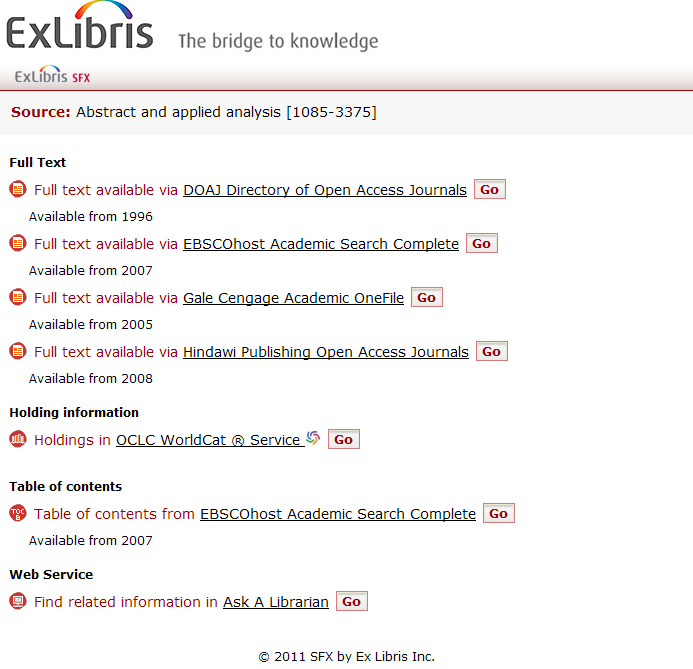 ExLibris The bridge to knowledge
ExLibris SFX
Source: Abstract and applied analysis [1085-3375]
Full Text
Full text available via DOAJ Directory of Open Access Journals Go
Available from 1996
Full text available via EBSCOhost Academic Search Complete Go
Available from 2007
Full text available via Gale Cengage Academic OneFile Go
Available from 2005
Full text available via Hindawi Publishing Open Access Journals Go
Available from 2008
Holding information
Holdings in OCLC WorldCat ® Service Go
Table of contents
TOC B Table of contents from EBSCOhost Academic Search Complete Go
Available from 2007
Web Service
Find related information in Ask A Librarian Go
© 2011 SFX by Ex Libris Inc.